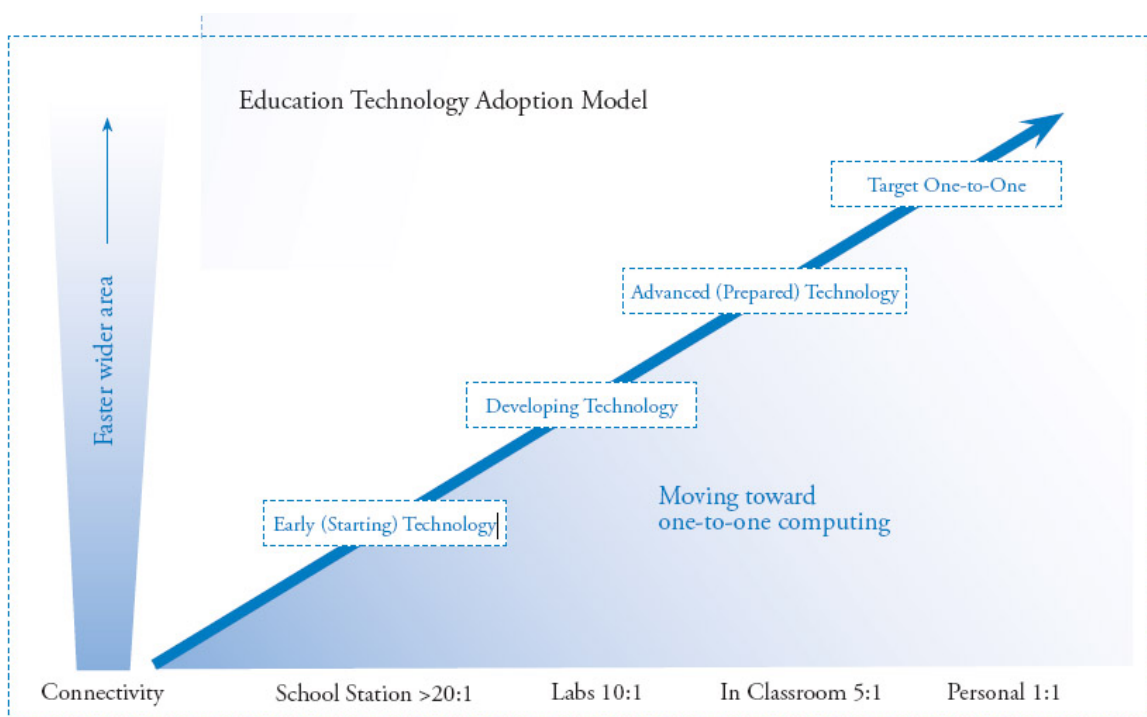 Education Technology Adoption Model
Target One-to-One
Advanced (Prepared) Technology
Faster wider area
Developing Technology
Moving toward
one-to-one computing
Early (Starting) Technology
Connectivity
School Station >20:1
Labs 10:1
In Classroom 5:1
Personal 1:1